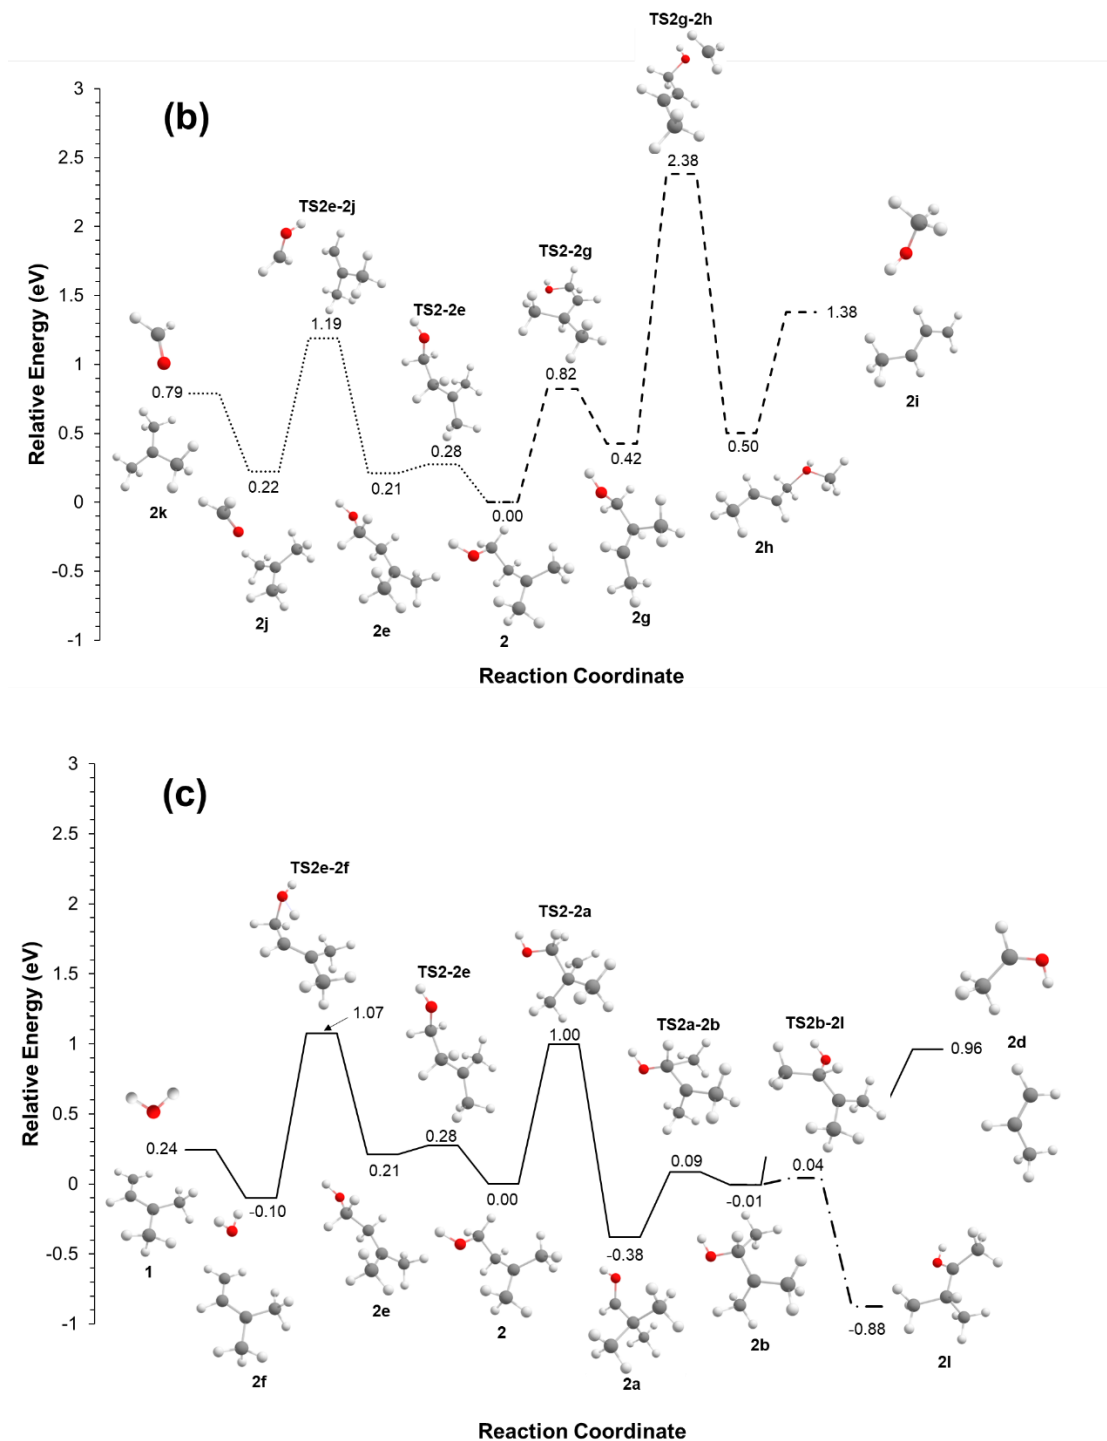 TS2g-2h
3
(b)
2.5
2.38
TS2e-2j
2
TS2-2g
1.5
TS2-2e
1.38
1.19
1
0.79
0.82
2i
0.5
0.28
0.22
0.21
0.42
0.50
0
0.00
2k
2h
-0.5
2j
2e
2
2g
-1
Relative Energy (eV)
Reaction Coordinate
3
(c)
2.5
TS2e-2f
2
TS2-2a
1.5
TS2-2e
TS2a-2b
TS2b-2l
2d
1.07
1
1.00
0.96
0.5
0.24
0.21
0.28
0.09
0.04
0
-0.10
0.00
-0.01
-0.38
-0.5
1
2e
2
2b
-0.88
-1
2l
2f
2a
Relative Energy (eV)
Reaction Coordinate